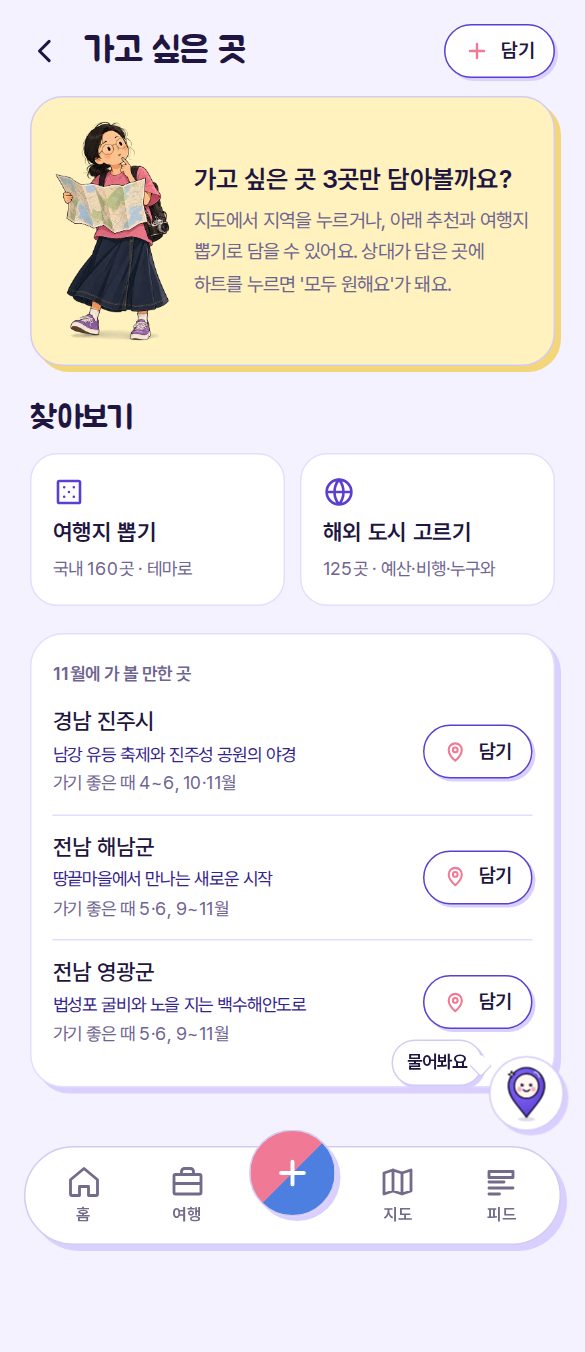 가고 싶은 곳
담기
가고 싶은 곳 3곳만 담아볼까요?
지도에서 지역을 누르거나, 아래 추천과 여행지
뽑기로 담을 수 있어요. 상대가 담은 곳에
하트를 누르면 '모두 원해요'가 돼요.
찾아보기
여행지 뽑기
국내 160곳 · 테마로
해외 도시 고르기
125곳 · 예산·비행·누구와
11월에 가 볼 만한 곳
경남 진주시
남강 유등 축제와 진주성 공원의 야경
가기 좋은 때 4~6, 10·11월
담기
전남 해남군
땅끝마을에서 만나는 새로운 시작
가기 좋은 때 5·6, 9~11월
담기
전남 영광군
법성포 굴비와 노을 지는 백수해안도로
가기 좋은 때 5·6, 9~11월
담기
물어봐요
홈
여행
지도
피드